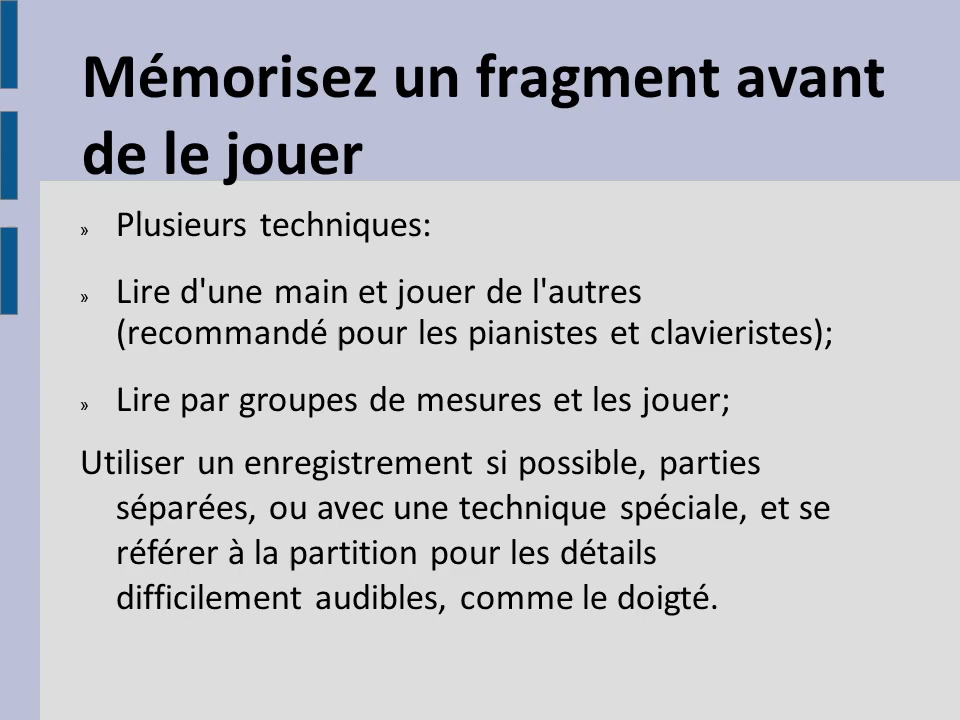 Mémorisez un fragment avant
de le jouer
» Plusieurs techniques:
» Lire d'une main et jouer de l'autres
(recommandé pour les pianistes et clavieristes);
» Lire par groupes de mesures et les jouer;
Utiliser un enregistrement si possible, parties
séparées, ou avec une technique spéciale, et se
référer à la partition pour les détails
difficilement audibles, comme le doigté.